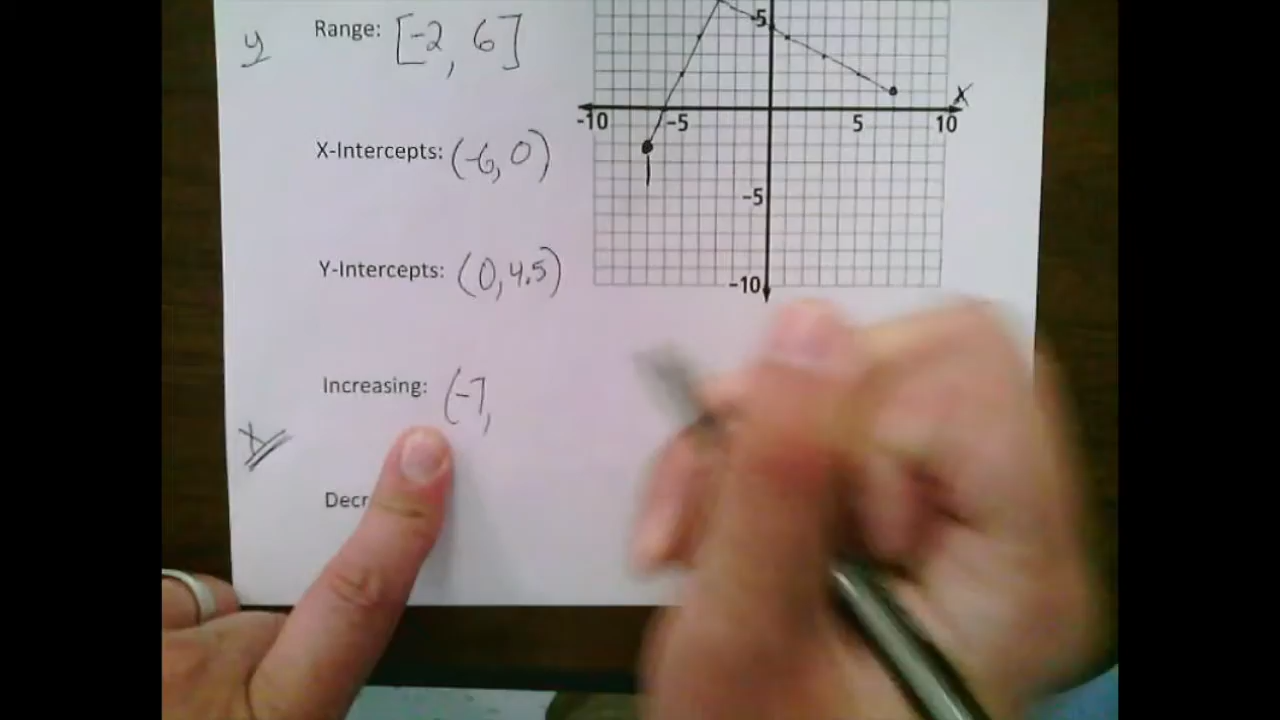 y
Range: [-2, 6]
X-Intercepts: (-6, 0)
Y-Intercepts: (0, 4.5)
Increasing: (-7,
x
Decr
5
x
-10
-5
5
10
-5
-10